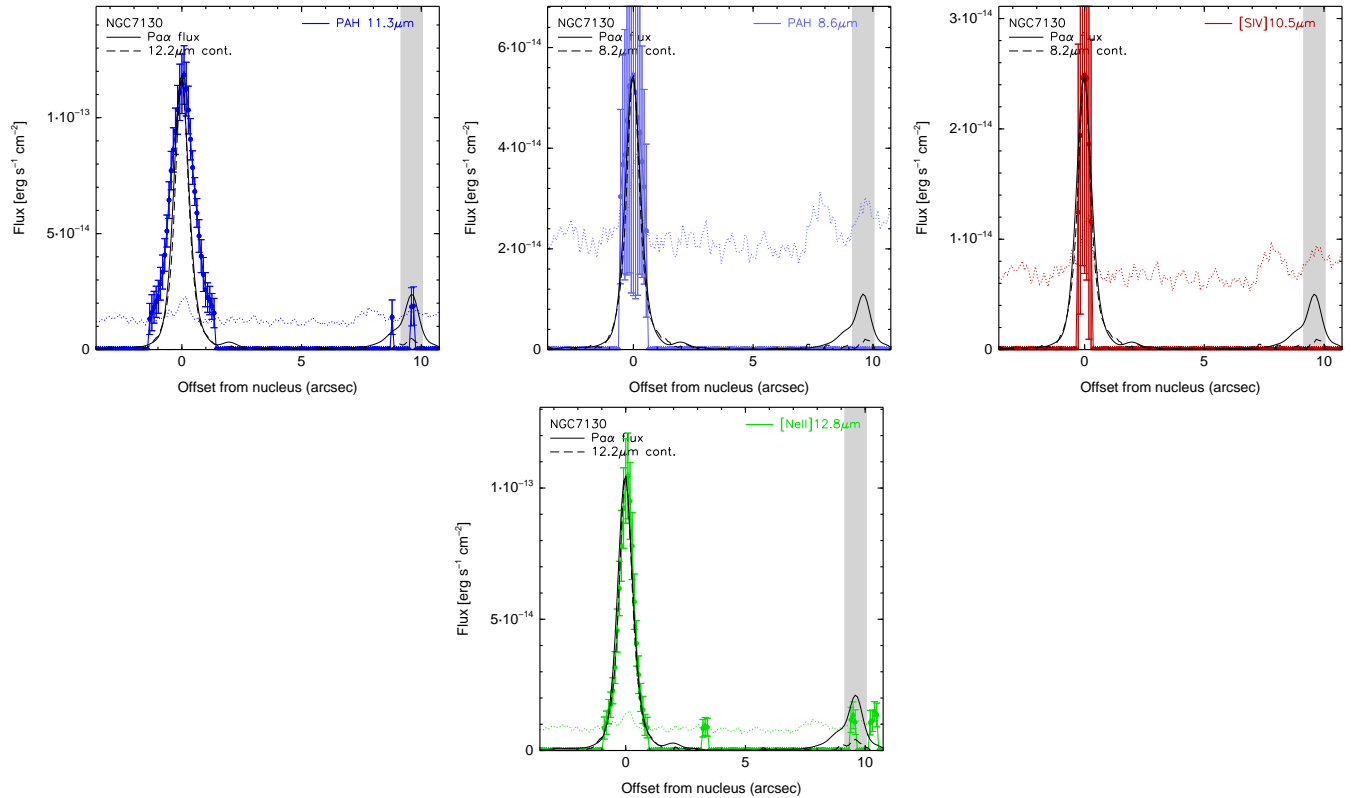 NGC7130
PAH 11.3μm
Paα flux
12.2μm cont.
1•10⁻¹³
5•10⁻¹⁴
0
Flux [erg s⁻¹ cm⁻²]
0 5 10
Offset from nucleus (arcsec)
NGC7130
PAH 8.6μm
Paα flux
8.2μm cont.
6•10⁻¹⁴
4•10⁻¹⁴
2•10⁻¹⁴
0
Flux [erg s⁻¹ cm⁻²]
0 5 10
Offset from nucleus (arcsec)
NGC7130
[SIV]10.5μm
Paα flux
8.2μm cont.
3•10⁻¹⁴
2•10⁻¹⁴
1•10⁻¹⁴
0
Flux [erg s⁻¹ cm⁻²]
0 5 10
Offset from nucleus (arcsec)
NGC7130
[NeII]12.8μm
Paα flux
12.2μm cont.
1•10⁻¹³
5•10⁻¹⁴
0
Flux [erg s⁻¹ cm⁻²]
0 5 10
Offset from nucleus (arcsec)